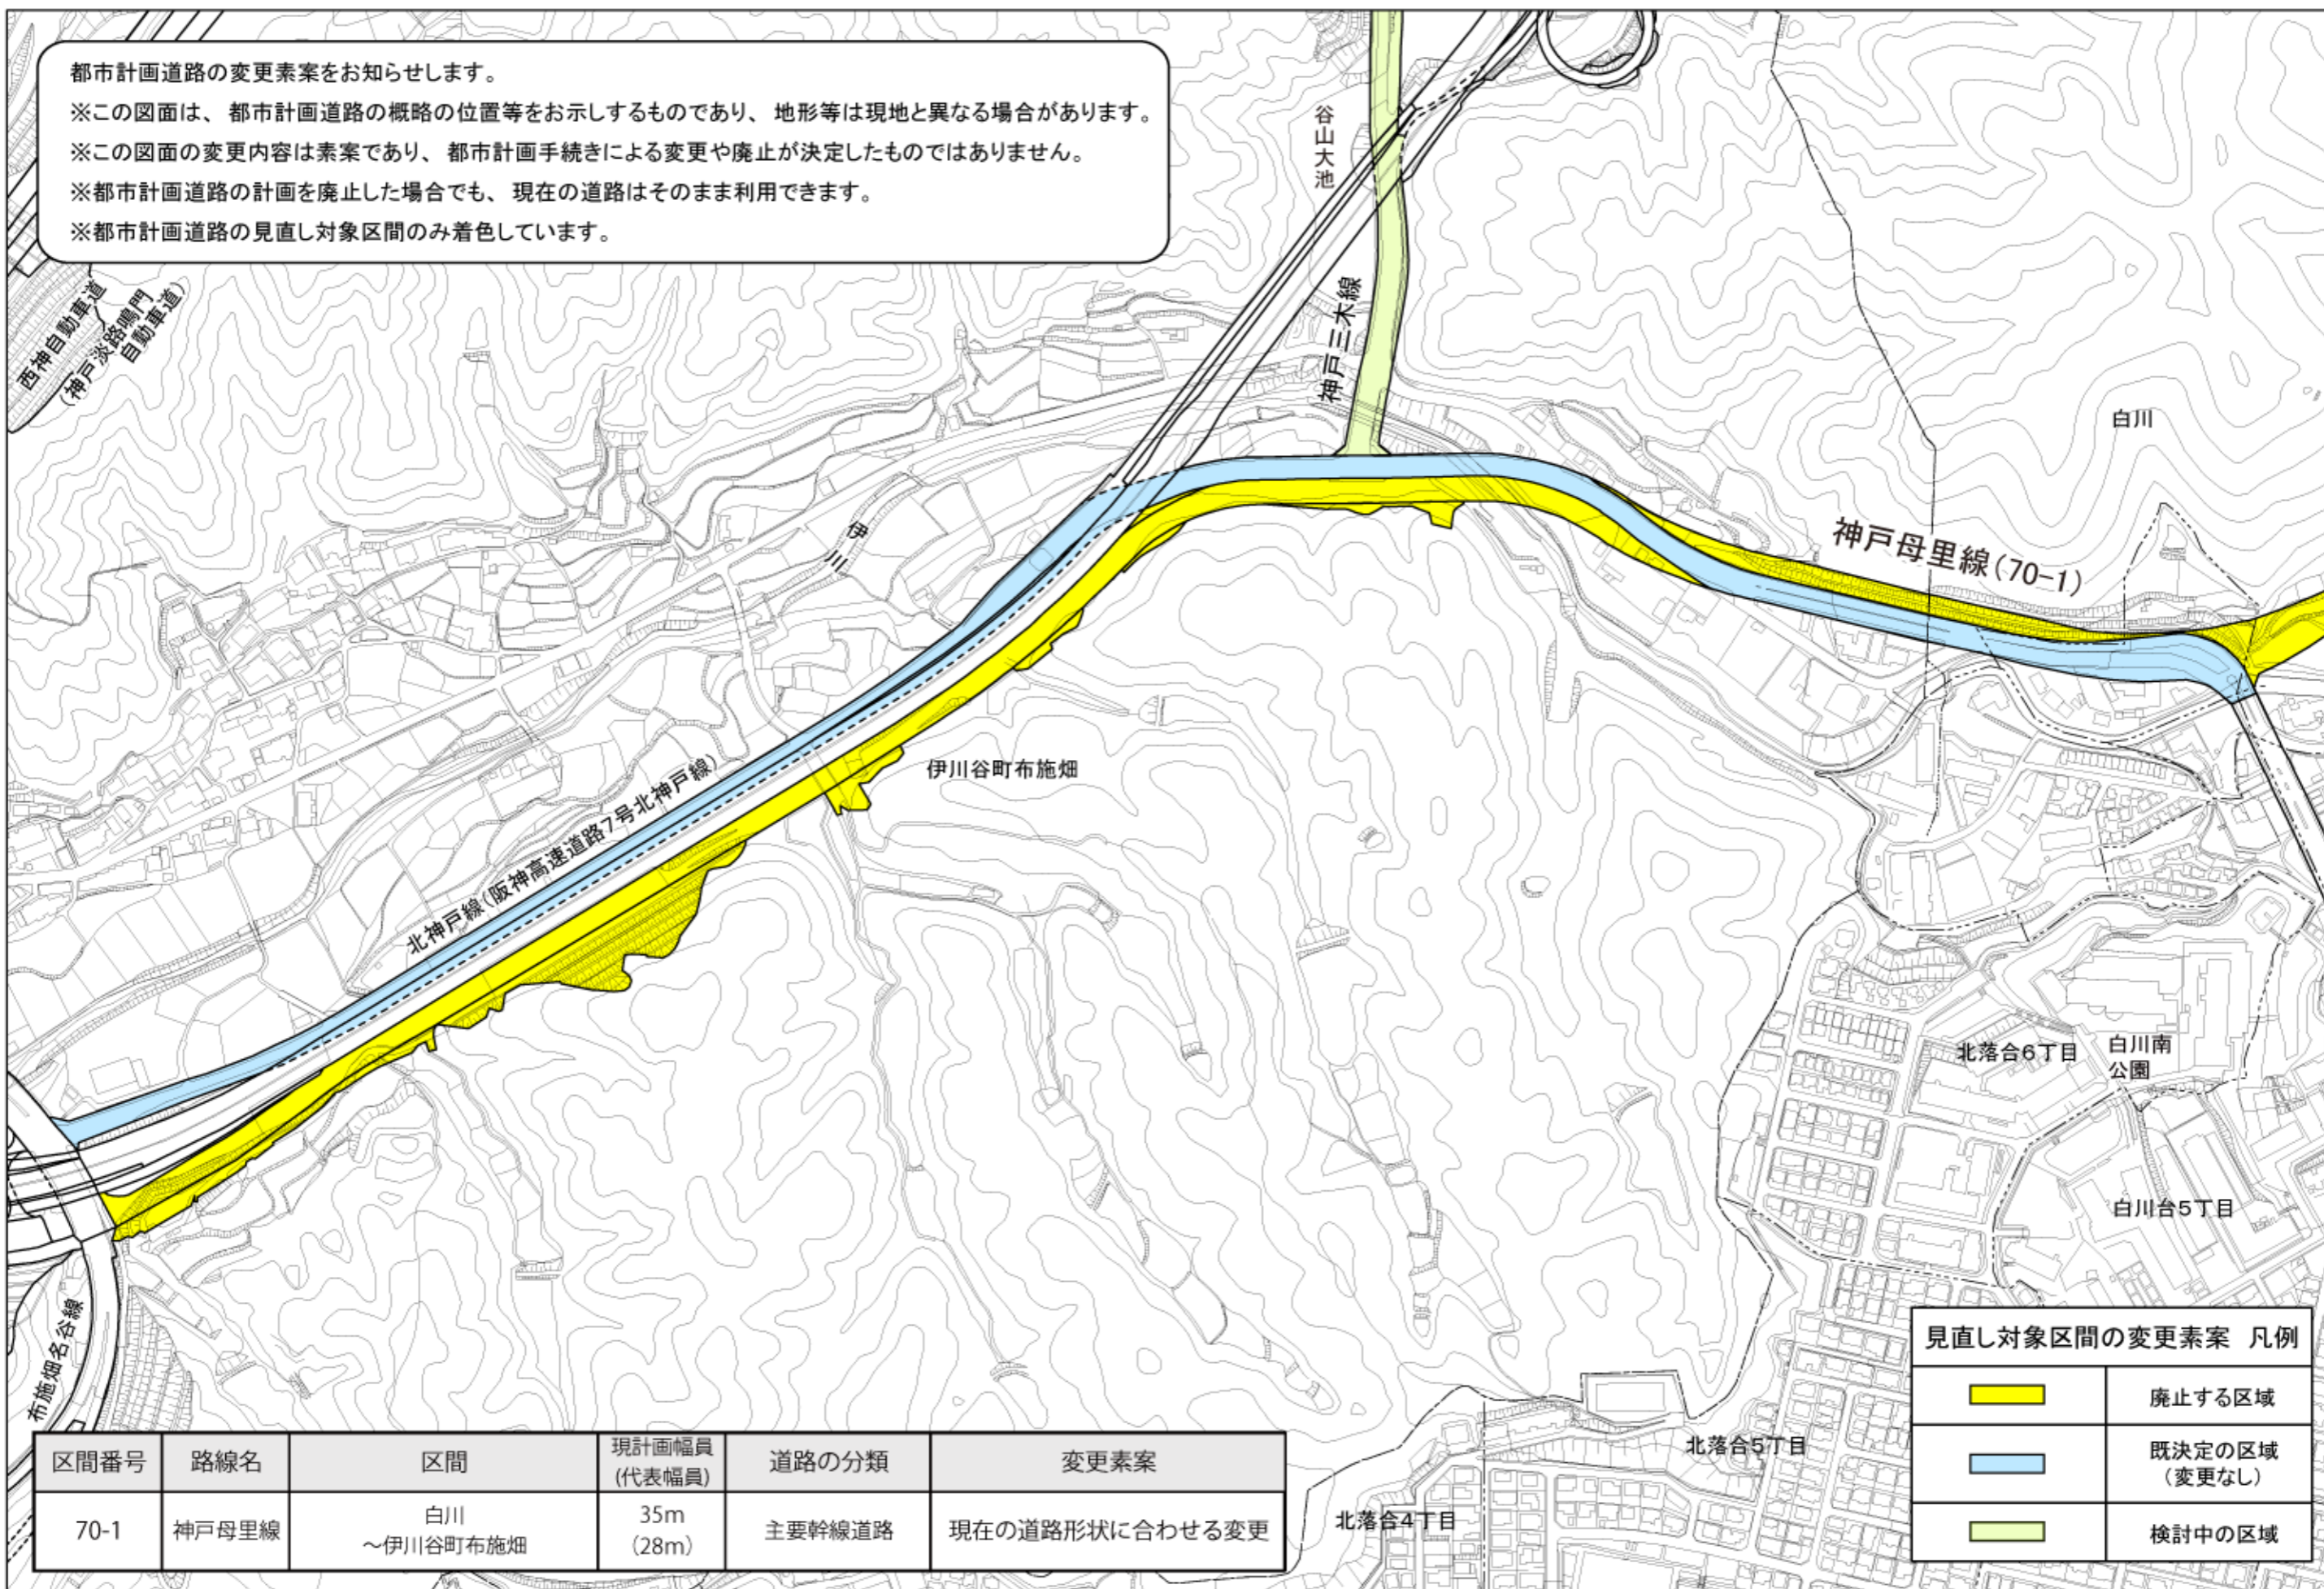 都市計画道路の変更素案をお知らせします。
※この図面は、都市計画道路の概略の位置等をお示しするものであり、地形等は現地と異なる場合があります。
※この図面の変更内容は素案であり、都市計画手続きによる変更や廃止が決定したものではありません。
※都市計画道路の計画を廃止した場合でも、現在の道路はそのまま利用できます。
※都市計画道路の見直し対象区間のみ着色しています。
谷山大池
西神自動車道
(神戸淡路鳴門
自動車道)
神戸三木線
白川
伊川
神戸母里線(70-1)
伊川谷町布施畑
北神戸線(阪神高速道路7号北神戸線)
北落合6丁目
白川南
公園
白川台5丁目
布施畑名谷線
北落合5丁目
北落合4丁目
見直し対象区間の変更素案 凡例
廃止する区域
既決定の区域
(変更なし)
検討中の区域
区間番号 路線名 区間 現計画幅員 道路の分類 変更素案
(代表幅員)
70-1 神戸母里線 白川 35m 主要幹線道路 現在の道路形状に合わせる変更
～伊川谷町布施畑 (28m)